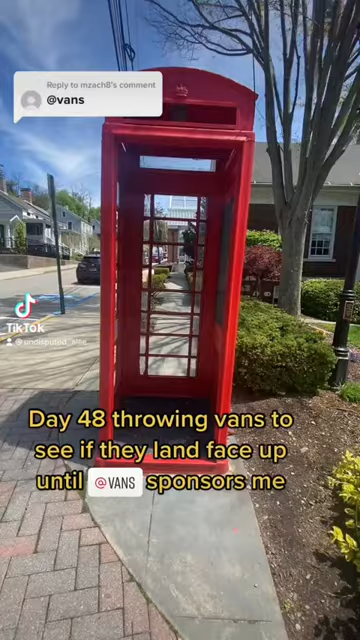 Reply to mzach8's comment
@vans
TikTok
Day 48 throwing vans to
see if they land face up
until @VANS sponsors me